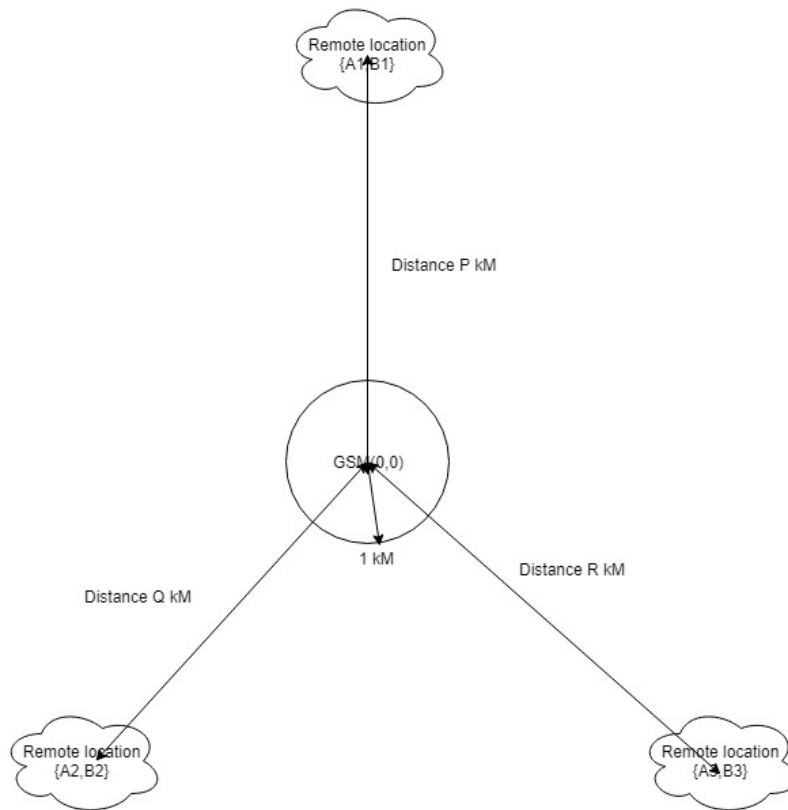 Remote location
{A1,B1}
Distance P kM
GSM(0,0)
1 kM
Distance R kM
Distance Q kM
Remote location
{A2,B2}
Remote location
{A3,B3}